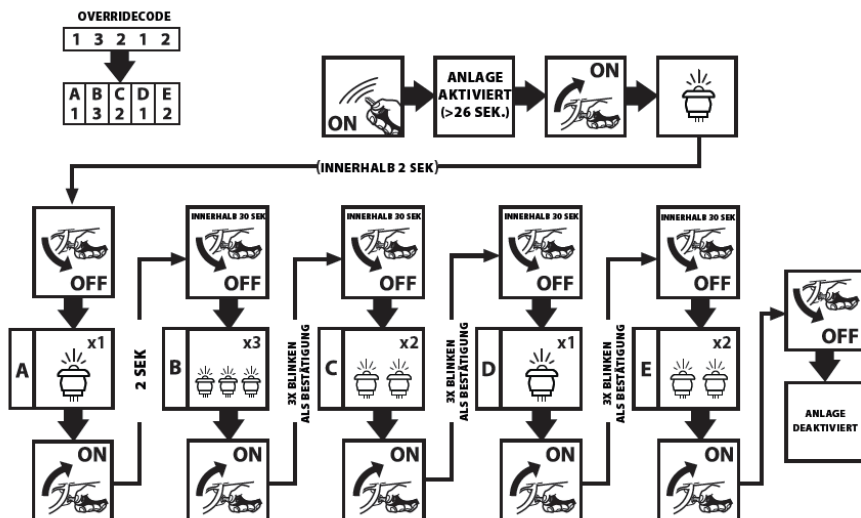 OVERRIDECODE
1 3 2 1 2
A B C D E
1 3 2 1 2
ON
ANLAGE
AKTIVIERT
(>26 SEK.)
ON
(INNERHALB 2 SEK)
OFF
INNERHALB 30 SEK
OFF
INNERHALB 30 SEK
OFF
INNERHALB 30 SEK
OFF
INNERHALB 30 SEK
OFF
OFF
A
x1
2 SEK
B
x3
3X BLINKEN
ALS BESTÄTIGUNG
C
x2
3X BLINKEN
ALS BESTÄTIGUNG
D
x1
3X BLINKEN
ALS BESTÄTIGUNG
E
x2
ANLAGE
DEAKTIVIERT
ON
ON
ON
ON
ON